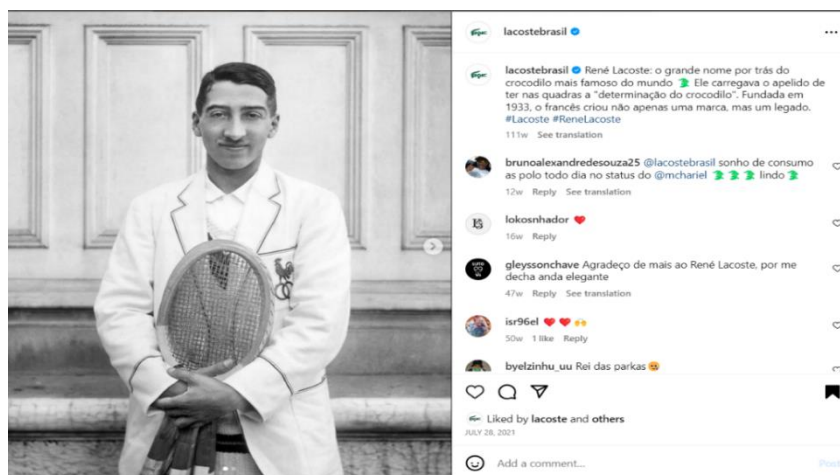 lacostebrasil
lacostebrasil René Lacoste: o grande nome por trás do
crocodilo mais famoso do mundo 🐊 Ele carregava o apelido de
ter nas quadras a "determinação do crocodilo". Fundada em
1933, o francês criou não apenas uma marca, mas um legado.
#Lacoste #ReneLacoste
111w See translation
brunoalexandredesouza25 @lacostebrasil sonho de consumo
as polo todo dia no status do @mchariel 🐊 🐊 🐊 lindo 🐊
12w Reply See translation
lokosnhador ❤️
16w Reply
gleyssonchave Agradeço de mais ao René Lacoste, por me
decha anda elegante
47w Reply See translation
isr96el ❤️ ❤️ 🙌
50w 1 like Reply
byelzinhu_uu Rei das parkas
Liked by lacoste and others
JULY 28, 2021
Add a comment...
Post